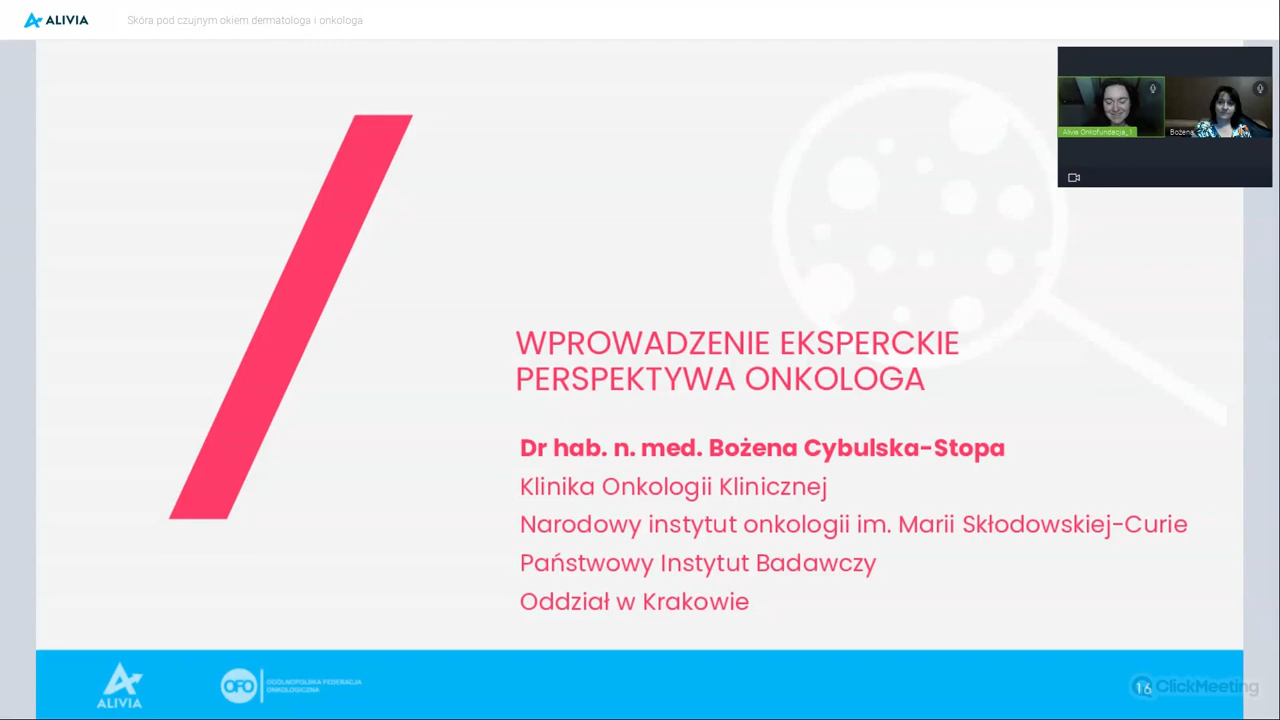 ALIVIA
Skóra pod czujnym okiem dermatologa i onkologa
Alivia Onkofundacja_1
Bożena
WPROWADZENIE EKSPERCKIE
PERSPEKTYWA ONKOLOGA
Dr hab. n. med. Bożena Cybulska-Stopa
Klinika Onkologii Klinicznej
Narodowy instytut onkologii im. Marii Skłodowskiej-Curie
Państwowy Instytut Badawczy
Oddział w Krakowie
ALIVIA
OFO
OGÓLNOPOLSKA FEDERACJA
ONKOLOGICZNA
16
ClickMeeting